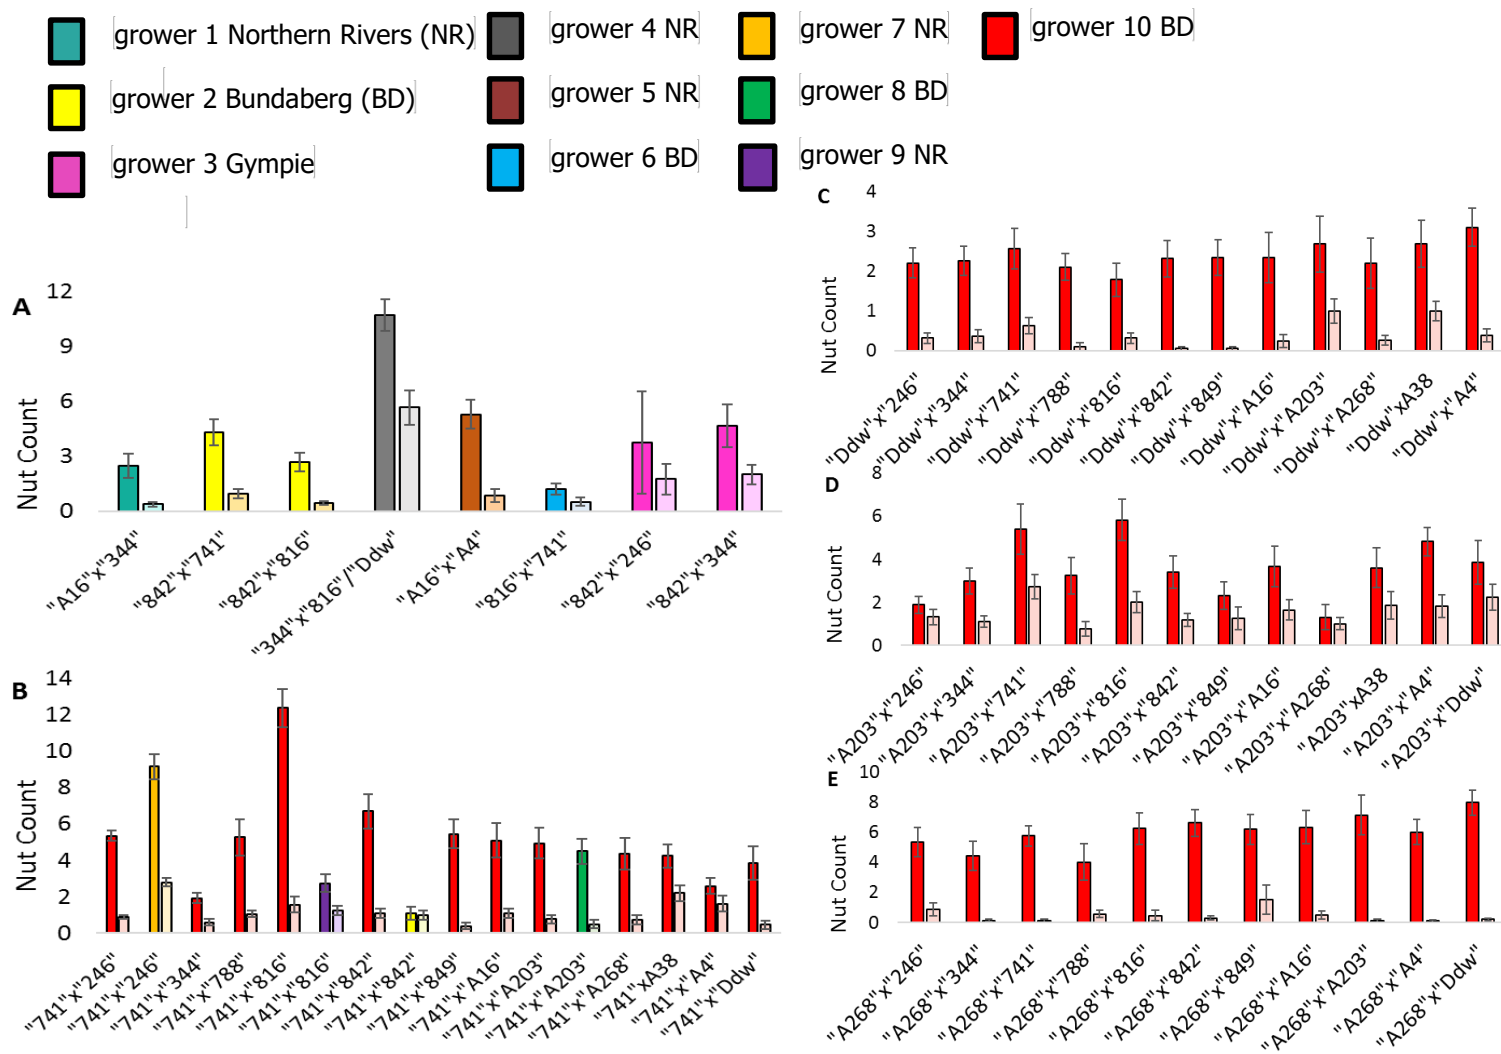 grower 1 Northern Rivers (NR)
grower 2 Bundaberg (BD)
grower 3 Gympie
grower 4 NR
grower 5 NR
grower 6 BD
grower 7 NR
grower 8 BD
grower 9 NR
grower 10 BD
A
Nut Count
12
9
6
3
0
"A16"x"344"
"842"x"741"
"842"x"816"
"344"x"816"/"Ddw"
"A16"x"A4"
"816"x"741"
"842"x"246"
"842"x"344"
B
Nut Count
14
12
10
8
6
4
2
0
"741"x"246"
"741"x"246"
"741"x"344"
"741"x"788"
"741"x"816"
"741"x"816"
"741"x"842"
"741"x"842"
"741"x"849"
"741"x"A16"
"741"x"A203"
"741"x"A203"
"741"x"A268"
"741"xA38
"741"x"A4"
"741"x"Ddw"
C
Nut Count
4
3
2
1
0
"Ddw"x"246"
"Ddw"x"344"
"Ddw"x"741"
"Ddw"x"788"
"Ddw"x"816"
"Ddw"x"842"
"Ddw"x"849"
"Ddw"x"A16"
"Ddw"x"A203"
"Ddw"x"A268"
"Ddw"xA38
"Ddw"x"A4"
D
Nut Count
8
6
4
2
0
"A203"x"246"
"A203"x"344"
"A203"x"741"
"A203"x"788"
"A203"x"816"
"A203"x"842"
"A203"x"849"
"A203"x"A16"
"A203"x"A268"
"A203"xA38
"A203"x"A4"
"A203"x"Ddw"
E
Nut Count
10
8
6
4
2
0
"A268"x"246"
"A268"x"344"
"A268"x"741"
"A268"x"788"
"A268"x"816"
"A268"x"842"
"A268"x"849"
"A268"x"A16"
"A268"x"A203"
"A268"x"A4"
"A268"x"Ddw"